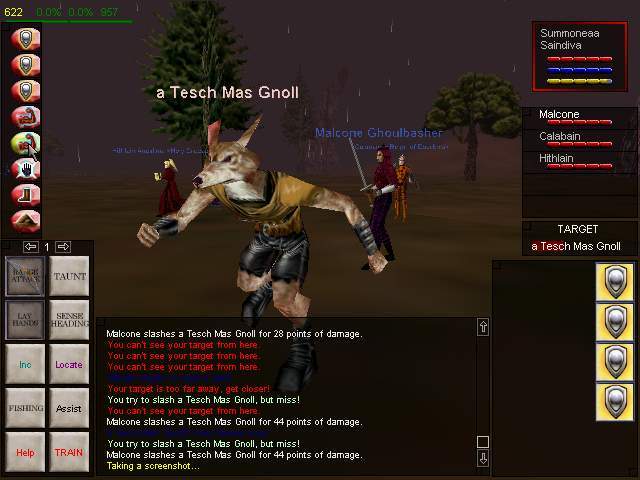 622 0.0% 0.0% 957
Summoneaa
Saindiva
a Tesch Mas Gnoll
Malcone Ghoulbasher
Malcone
Calabain
Hithlain
TARGET
a Tesch Mas Gnoll
1
RANGE ATTACK TAUNT
LAY HANDS SENSE HEADING
Inc Locate
FISHING Assist
Help TRAIN
Malcone slashes a Tesch Mas Gnoll for 28 points of damage.
You can't see your target from here.
You can't see your target from here.
You can't see your target from here.
Your target is too far away, get closer!
You try to slash a Tesch Mas Gnoll, but miss!
You can't see your target from here.
Malcone slashes a Tesch Mas Gnoll for 44 points of damage.
You try to slash a Tesch Mas Gnoll, but miss!
Malcone slashes a Tesch Mas Gnoll for 44 points of damage.
Taking a screenshot...